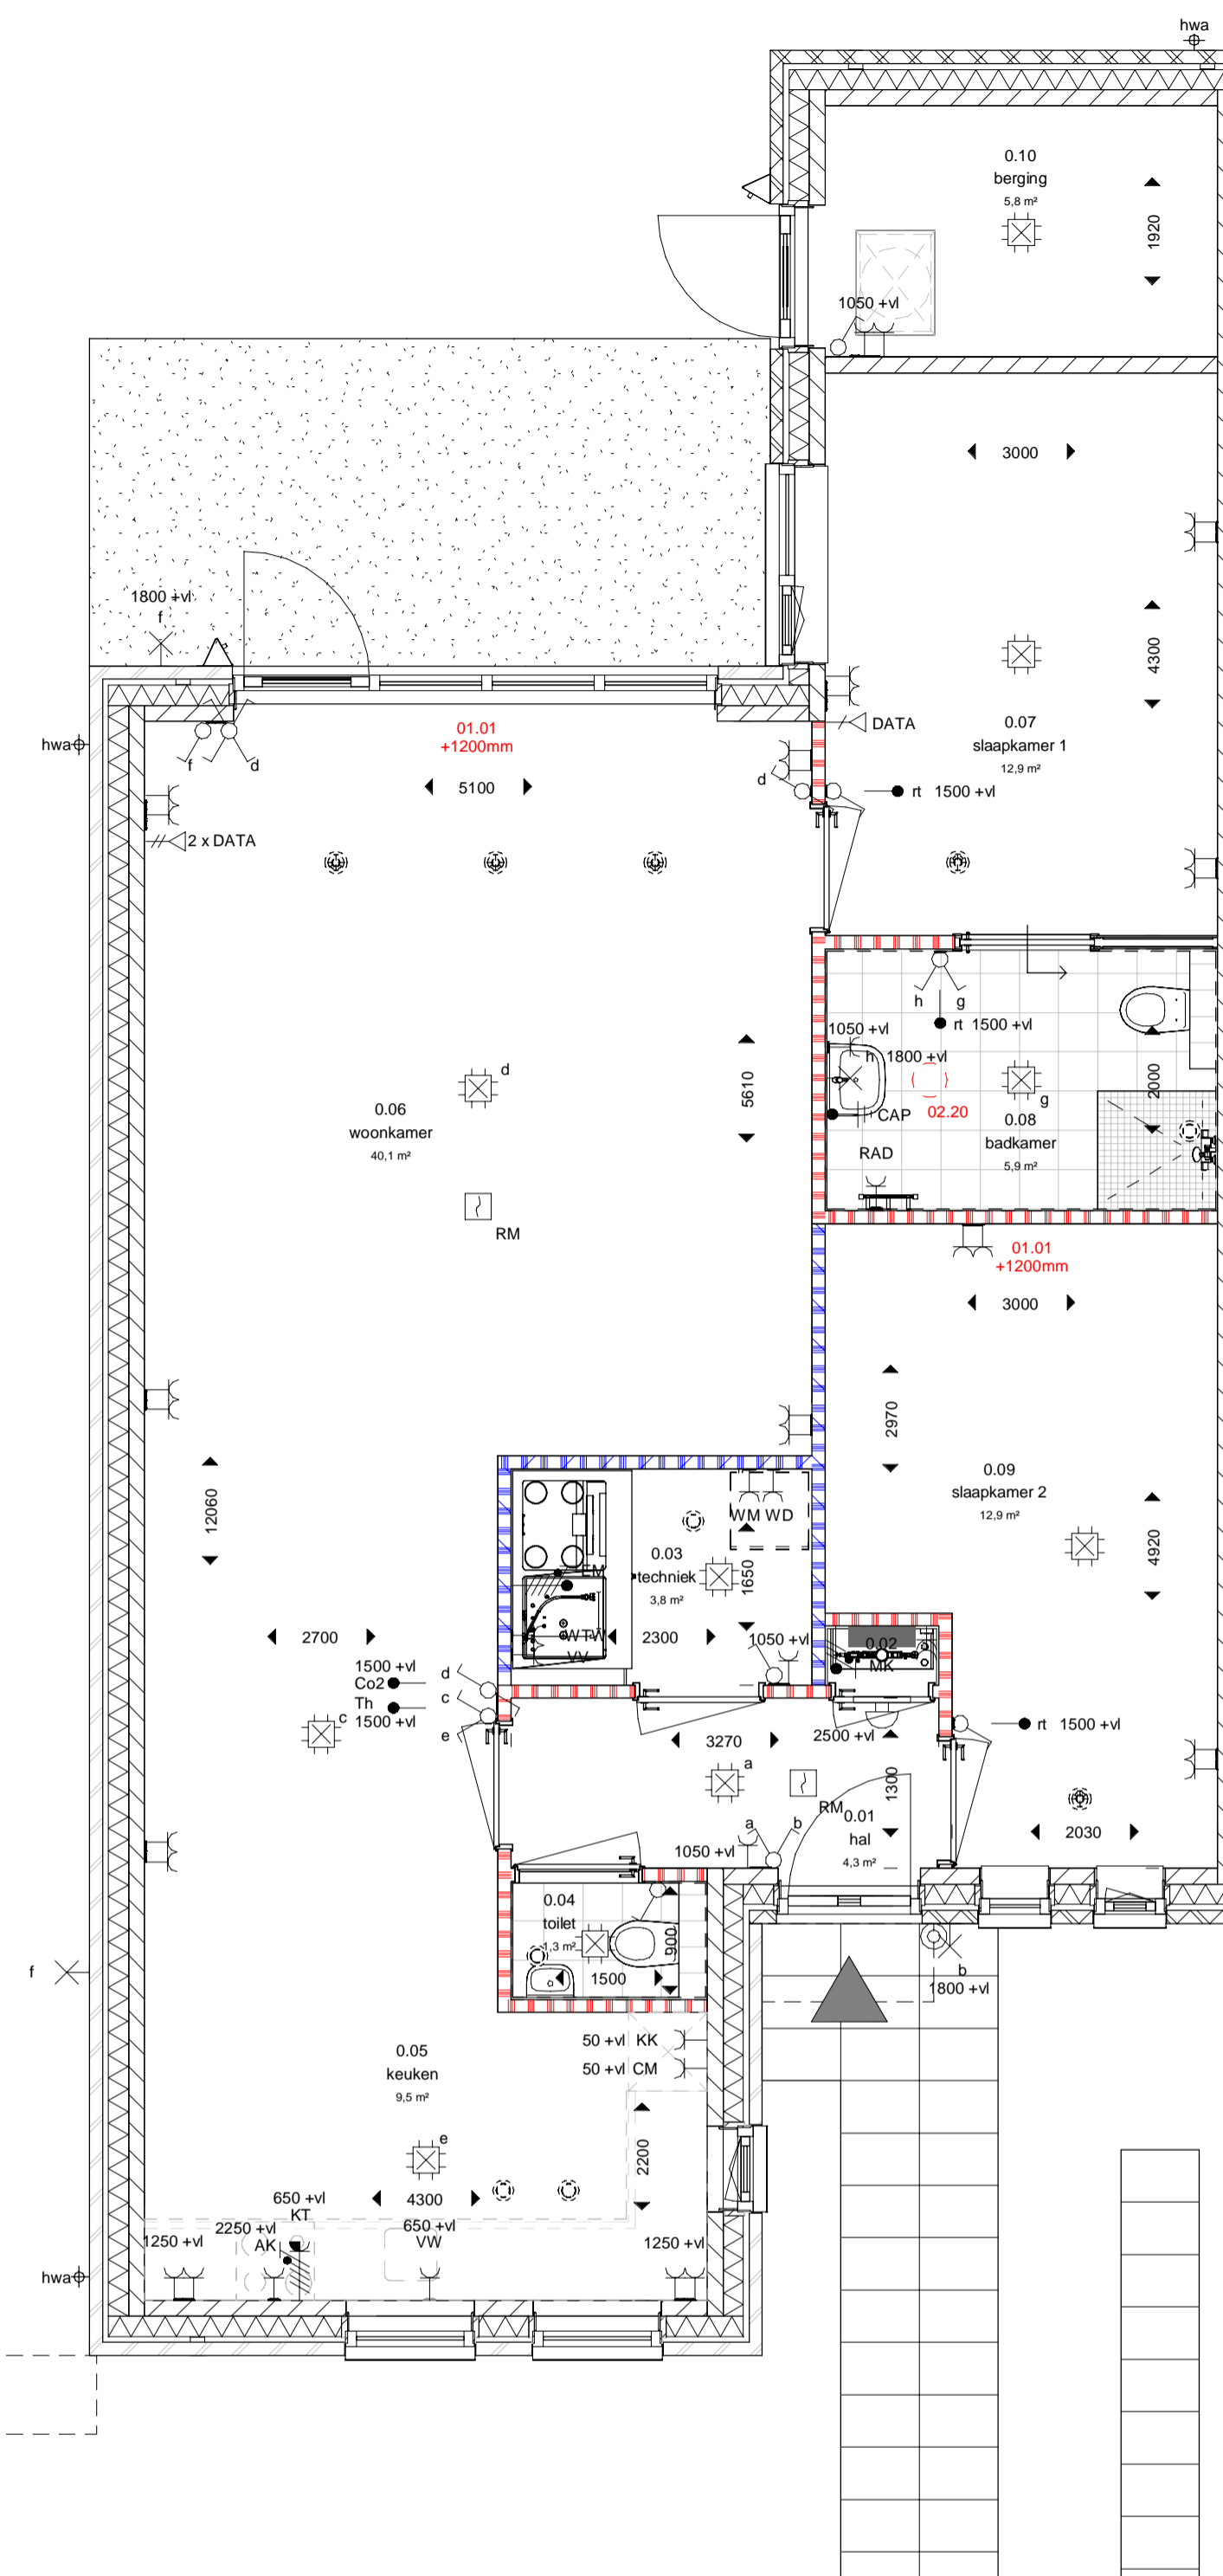 hwa
0.10
berging
5,8 m²
1920
1050 +vl
3000
1800 +vl
f
4300
hwa
f
d
01.01
+1200mm
5100
DATA
0.07
slaapkamer 1
12,9 m²
d
rt 1500 +vl
2 x DATA
h
g
rt 1500 +vl
1050 +vl
h 1800 +vl
d
5610
2000
g
0.06
woonkamer
40,1 m²
CAP
02.20
0.08
badkamer
5,9 m²
RAD
RM
01.01
+1200mm
3000
2970
0.09
slaapkamer 2
12,9 m²
12060
4920
WM WD
0.03
techniek
3,8 m²
1650
EM
WTW
VV
2700
2300
1050 +vl
0.02
MK
1500 +vl
Co2
Th
1500 +vl
d
c
e
c
3270
2500 +vl
rt 1500 +vl
a
RM
1300
0.01
hal
4,3 m²
a
b
1050 +vl
2030
0.04
toilet
1,3 m²
900
1500
f
b
1800 +vl
50 +vl KK
50 +vl CM
0.05
keuken
9,5 m²
e
2200
650 +vl
KT
4300
2250 +vl
AK
650 +vl
VW
1250 +vl
1250 +vl
hwa